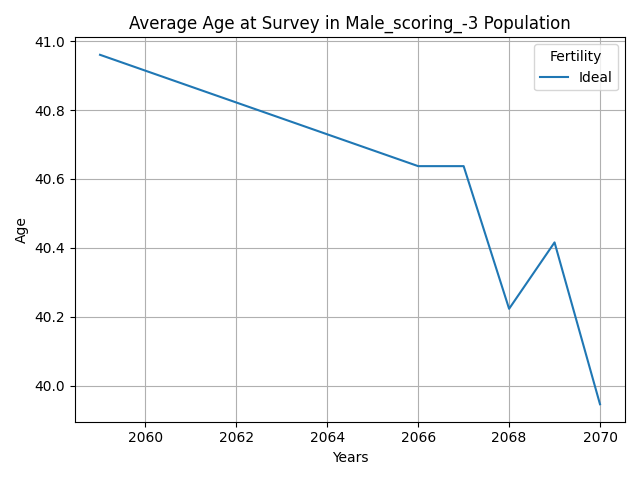 Average Age at Survey in Male_scoring_-3 Population
Fertility
Ideal
41.0
40.8
40.6
40.4
40.2
40.0
Age
2060 2062 2064 2066 2068 2070
Years